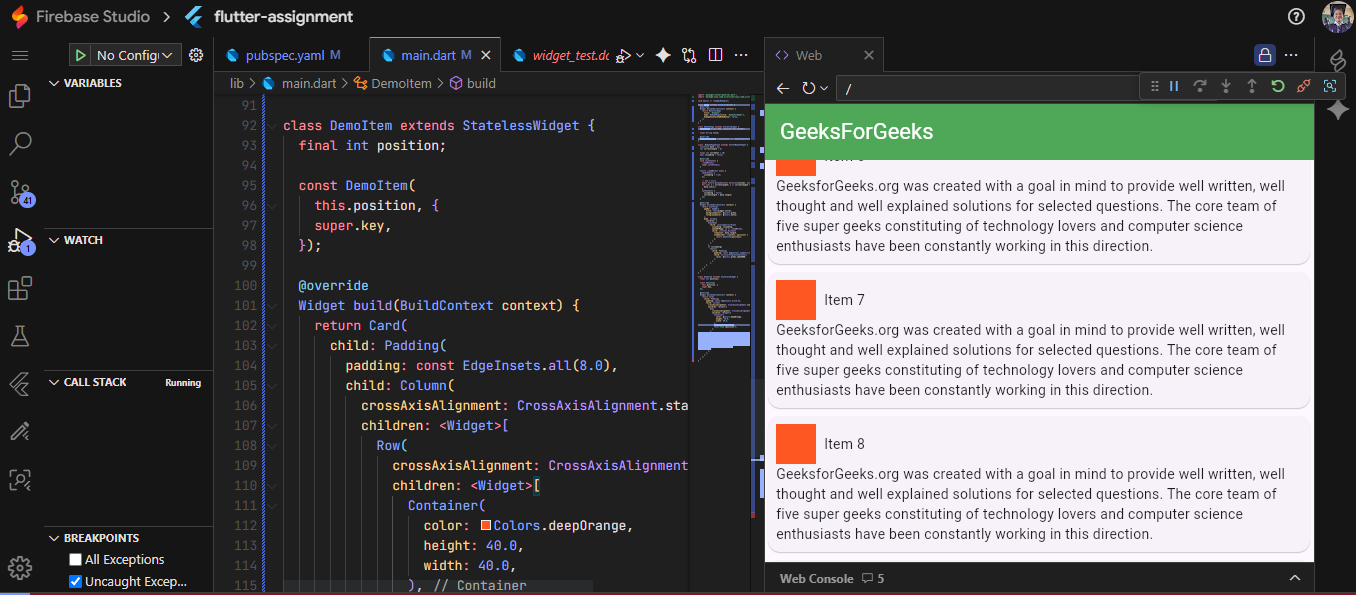 Firebase Studio > flutter-assignment
No Config
pubspec.yaml M
main.dart M
widget_test.dc
Web
VARIABLES
lib > main.dart > DemoItem > build
/
91
92 class DemoItem extends StatelessWidget {
93 final int position;
94
95 const DemoItem(
96 this.position, {
97 super.key,
98 });
99
100 @override
101 Widget build(BuildContext context) {
102 return Card(
103 child: Padding(
104 padding: const EdgeInsets.all(8.0),
105 child: Column(
106 crossAxisAlignment: CrossAxisAlignment.sta
107 children: <Widget>[
108 Row(
109 crossAxisAlignment: CrossAxisAlignment
110 children: <Widget>[
111 Container(
112 color: Colors.deepOrange,
113 height: 40.0,
114 width: 40.0,
115 ), // Container
41
1
WATCH
CALL STACK Running
BREAKPOINTS
All Exceptions
Uncaught Excep...
GeeksForGeeks
GeeksforGeeks.org was created with a goal in mind to provide well written, well
thought and well explained solutions for selected questions. The core team of
five super geeks constituting of technology lovers and computer science
enthusiasts have been constantly working in this direction.
Item 7
GeeksforGeeks.org was created with a goal in mind to provide well written, well
thought and well explained solutions for selected questions. The core team of
five super geeks constituting of technology lovers and computer science
enthusiasts have been constantly working in this direction.
Item 8
GeeksforGeeks.org was created with a goal in mind to provide well written, well
thought and well explained solutions for selected questions. The core team of
five super geeks constituting of technology lovers and computer science
enthusiasts have been constantly working in this direction.
Web Console 5